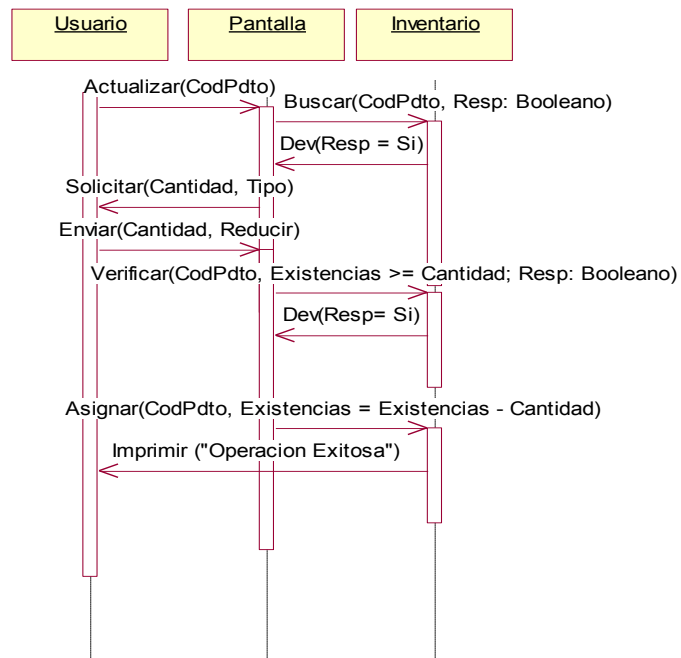 Usuario
Pantalla
Inventario
Actualizar(CodPdto)
Buscar(CodPdto, Resp: Booleano)
Dev(Resp = Si)
Solicitar(Cantidad, Tipo)
Enviar(Cantidad, Reducir)
Verificar(CodPdto, Existencias >= Cantidad; Resp: Booleano)
Dev(Resp= Si)
Asignar(CodPdto, Existencias = Existencias - Cantidad)
Imprimir ("Operacion Exitosa")